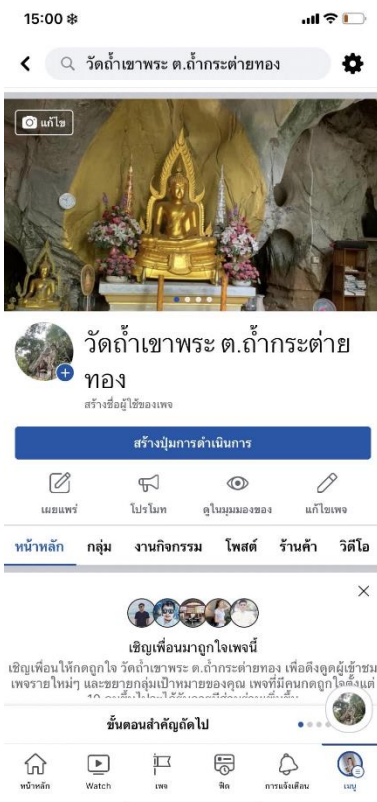 15:00
วัดถ้ำเขาพระ ต.ถ้ำกระต่ายทอง
แก้ไข
วัดถ้ำเขาพระ ต.ถ้ำกระต่าย
ทอง
สร้างชื่อผู้ใช้ของเพจ
สร้างปุ่มการดำเนินการ
เผยแพร่ โปรโมท ดูในมุมมองของ แก้ไขเพจ
หน้าหลัก กลุ่ม งานกิจกรรม โพสต์ ร้านค้า วิดีโอ
เชิญเพื่อนมาถูกใจเพจนี้
เชิญเพื่อนให้กดถูกใจ วัดถ้ำเขาพระ ต.ถ้ำกระต่ายทอง เพื่อดึงดูดผู้เข้าชม
เพจรายใหม่ๆ และขยายกลุ่มเป้าหมายของคุณ เพจที่มีคนกดถูกใจตั้งแต่
ขั้นตอนสำคัญถัดไป
หน้าหลัก Watch เพจ ฟีด การแจ้งเตือน เมนู